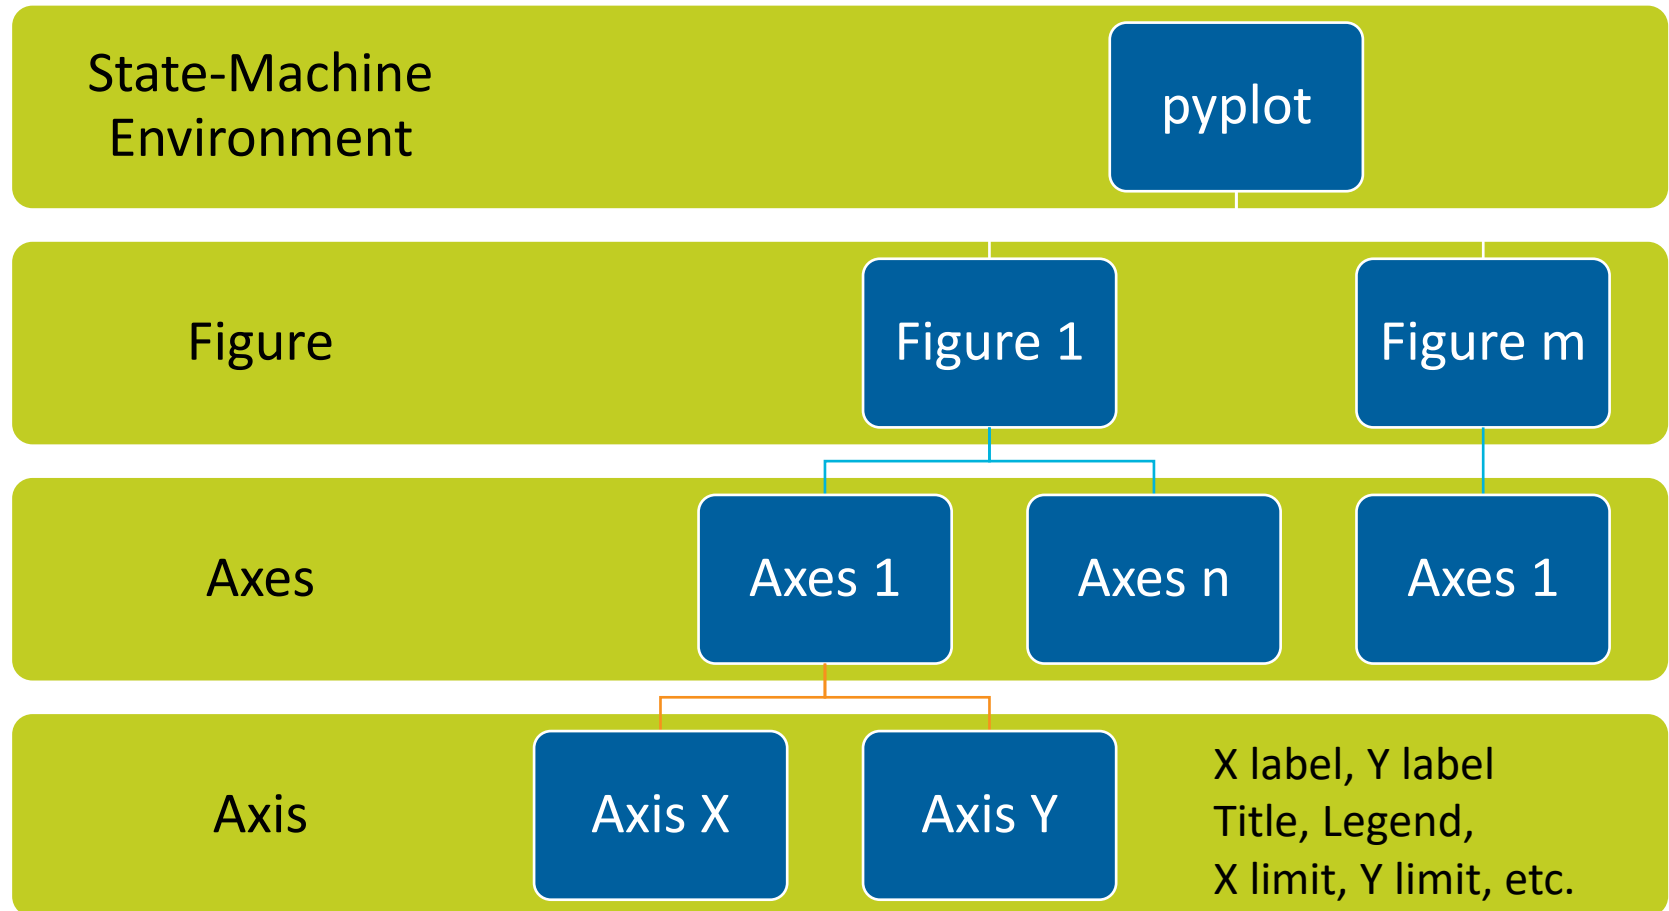 State-Machine
Environment
pyplot
Figure
Figure 1
Figure m
Axes
Axes 1
Axes n
Axes 1
Axis
Axis X
Axis Y
X label, Y label
Title, Legend,
X limit, Y limit, etc.